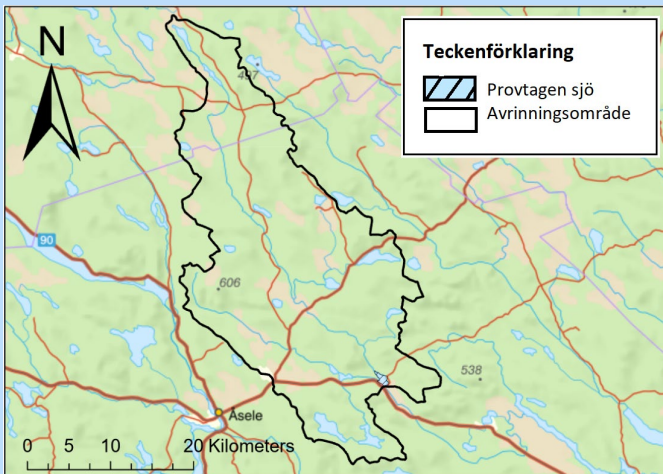 N
Teckenförklaring
Provtagen sjö
Avrinningsområde
497
90
606
538
Åsele
0 5 10 20 Kilometers